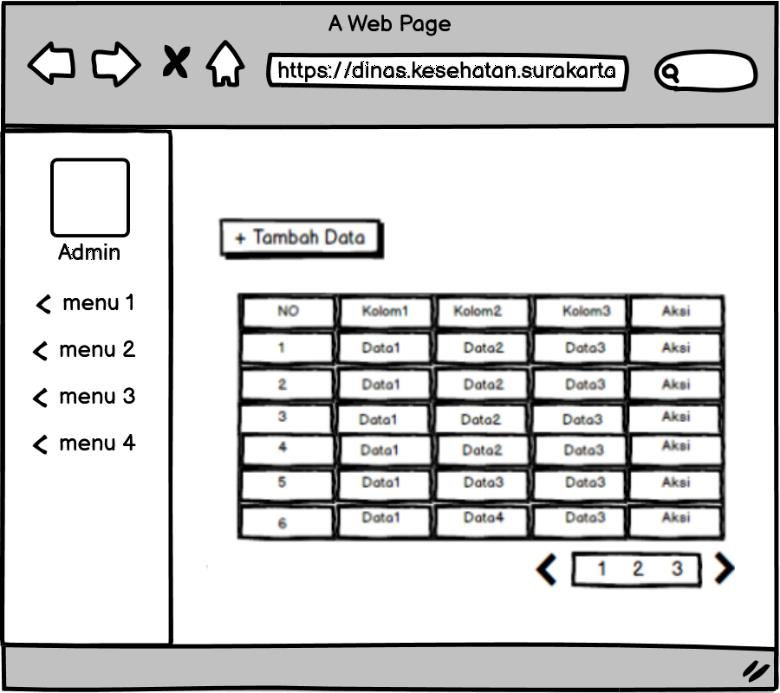 A Web Page
https://dinas.kesehatan.surakarta
Admin
menu 1
menu 2
menu 3
menu 4
+ Tambah Data
NO Kolom1 Kolom2 Kolom3 Aksi
1 Data1 Data2 Data3 Aksi
2 Data1 Data2 Data3 Aksi
3 Data1 Data2 Data3 Aksi
4 Data1 Data2 Data3 Aksi
5 Data1 Data3 Data3 Aksi
6 Data1 Data4 Data3 Aksi
1 2 3